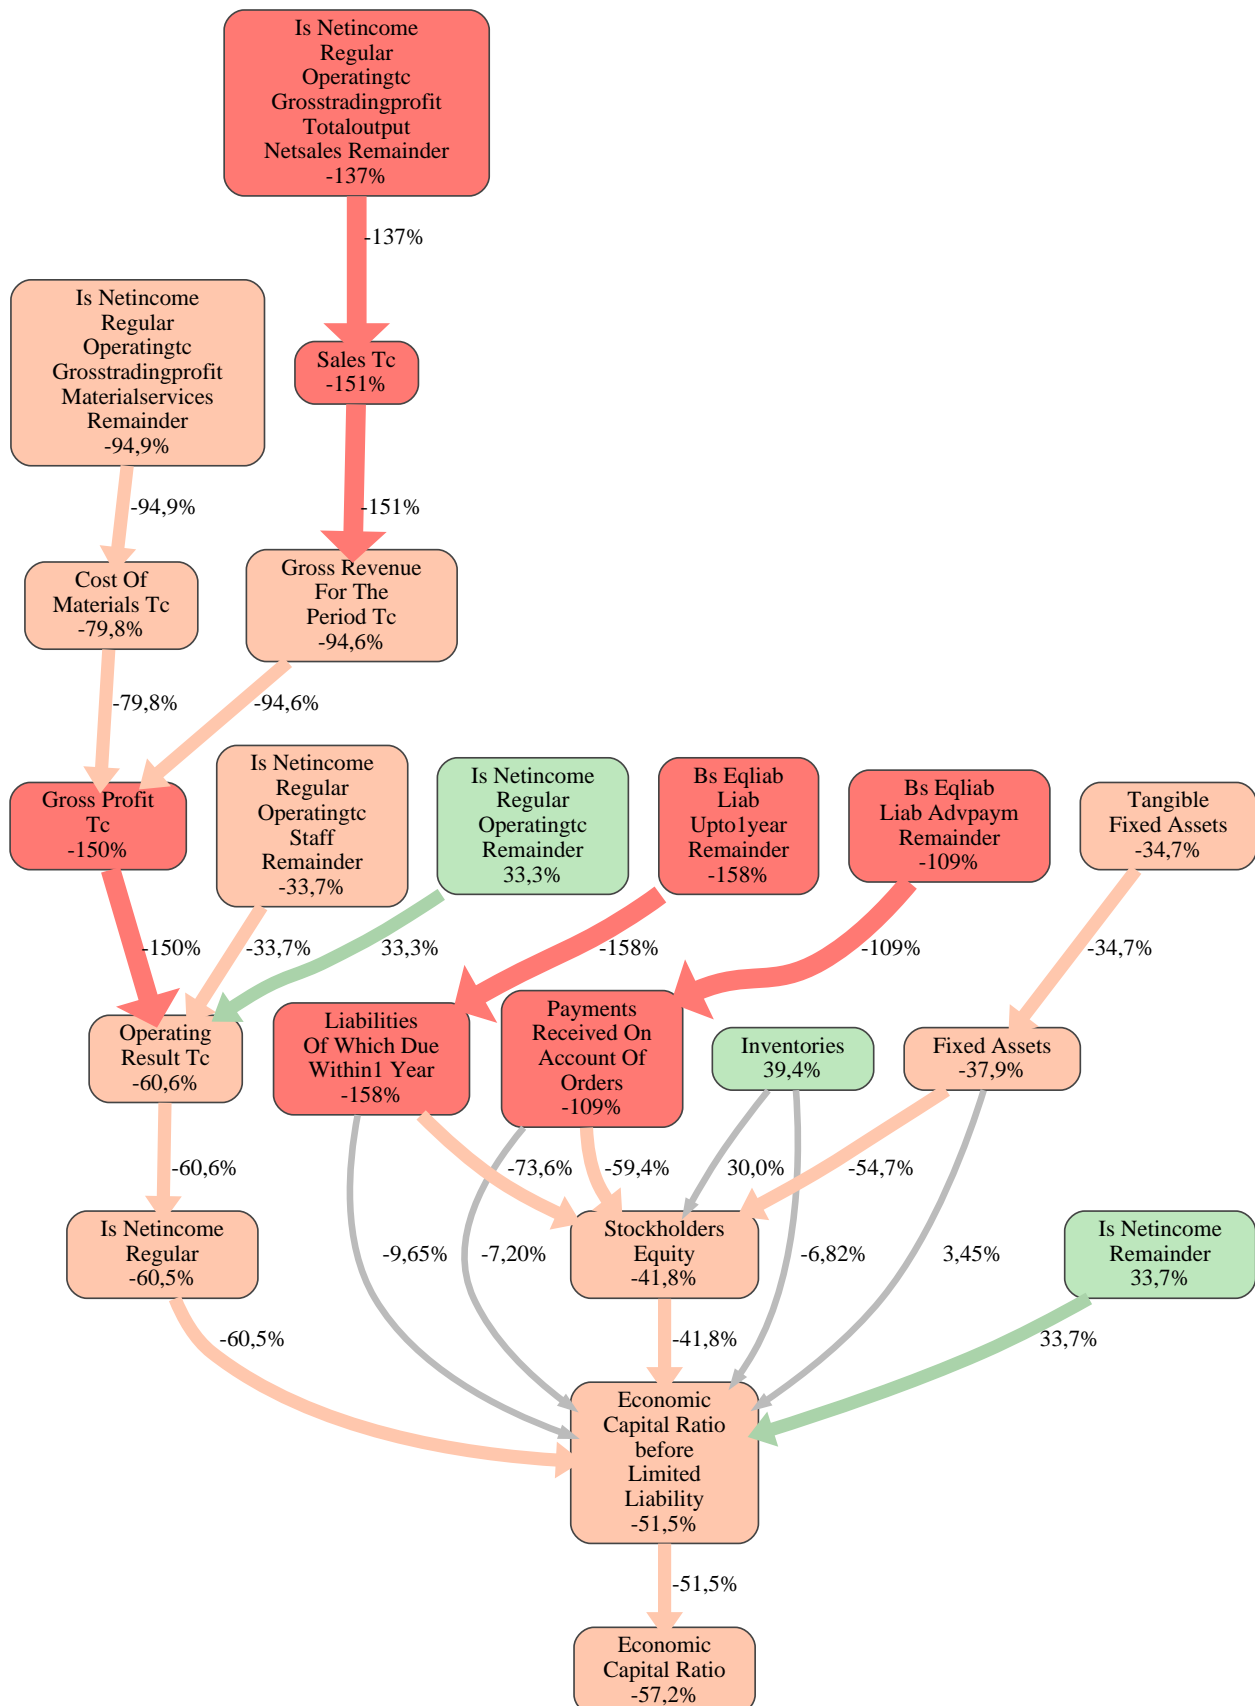 Is Netincome
Regular
Operatingtc
Grosstradingprofit
Totaloutput
Netsales Remainder
-137%
-137%
Is Netincome
Regular
Operatingtc
Grosstradingprofit
Materialservices
Remainder
-94,9%
Sales Tc
-151%
-94,9%
-151%
Cost Of
Materials Tc
-79,8%
Gross Revenue
For The
Period Tc
-94,6%
-79,8%
-94,6%
Gross Profit
Tc
-150%
Is Netincome
Regular
Operatingtc
Staff
Remainder
-33,7%
Is Netincome
Regular
Operatingtc
Remainder
33,3%
Bs Eqliab
Liab
Upto1year
Remainder
-158%
Bs Eqliab
Liab Advpaym
Remainder
-109%
Tangible
Fixed Assets
-34,7%
-150%
-33,7%
33,3%
-158%
-109%
-34,7%
Operating
Result Tc
-60,6%
Liabilities
Of Which Due
Within1 Year
-158%
Payments
Received On
Account Of
Orders
-109%
Inventories
39,4%
Fixed Assets
-37,9%
-60,6%
-73,6%
-59,4%
30,0%
-54,7%
Is Netincome
Regular
-60,5%
-9,65%
-7,20%
Stockholders
Equity
-41,8%
-6,82%
3,45%
Is Netincome
Remainder
33,7%
-60,5%
-41,8%
33,7%
Economic
Capital Ratio
before
Limited
Liability
-51,5%
-51,5%
Economic
Capital Ratio
-57,2%